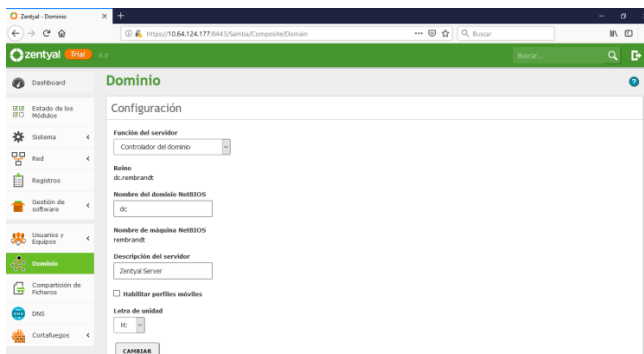 Zentyal - Dominio
https://10.64.124.177:8443/Samba/Composite/Domain
Buscar
zentyal Trial 6.0
Buscar...
Dashboard
Estado de los
Módulos
Sistema
Red
Registros
Gestión de
software
Usuarios y
Equipos
Dominio
Compartición de
Ficheros
DNS
Cortafuegos
Dominio
Configuración
Función del servidor
Controlador del dominio
Reino
dc.rembrandt
Nombre del dominio NetBIOS
dc
Nombre de máquina NetBIOS
rembrandt
Descripción del servidor
Zentyal Server
Habilitar perfiles móviles
Letra de unidad
H:
CAMBIAR